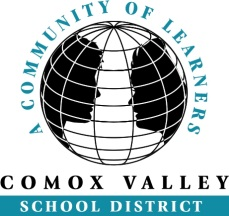 A COMMUNITY OF LEARNERS
COMOX VALLEY
SCHOOL DISTRICT